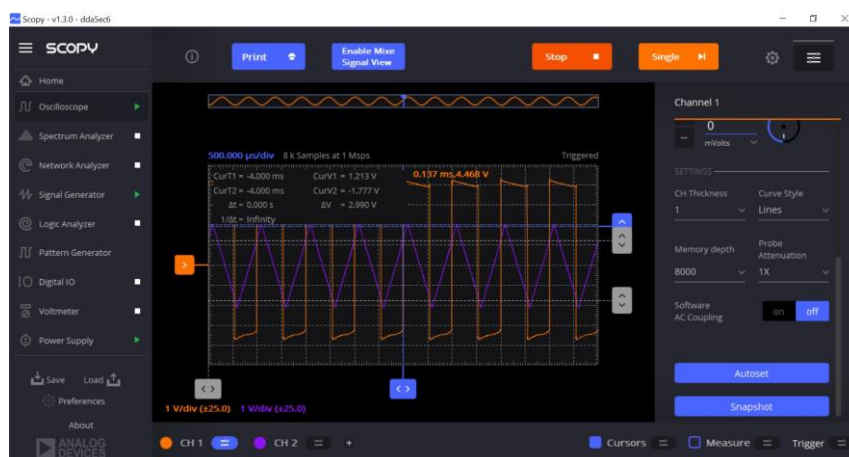 Scopy - v1.3.0 - dda5ec6
SCOPY
Print
Enable Mixe
Signal View
Stop
Single
Home
Oscilloscope
Spectrum Analyzer
Network Analyzer
Signal Generator
Logic Analyzer
Pattern Generator
Digital IO
Voltmeter
Power Supply
Save Load
Preferences
About
ANALOG
DEVICES
500.000 µs/div 8 k Samples at 1 Msps Triggered
CurT1 = -4.000 ms CurV1 = 1.213 V
CurT2 = -4.000 ms CurV2 = -1.777 V
Δt = 0.000 s ΔV = 2.990 V
1/Δt = Infinity
0.137 ms,4.468 V
1 V/div (±25.0) 1 V/div (±25.0)
CH 1 CH 2 +
Cursors Measure Trigger
Channel 1
0
mVolts
SETTINGS
CH Thickness Curve Style
1 Lines
Memory depth Probe
Attenuation
8000 1X
Software
AC Coupling on off
Autoset
Snapshot